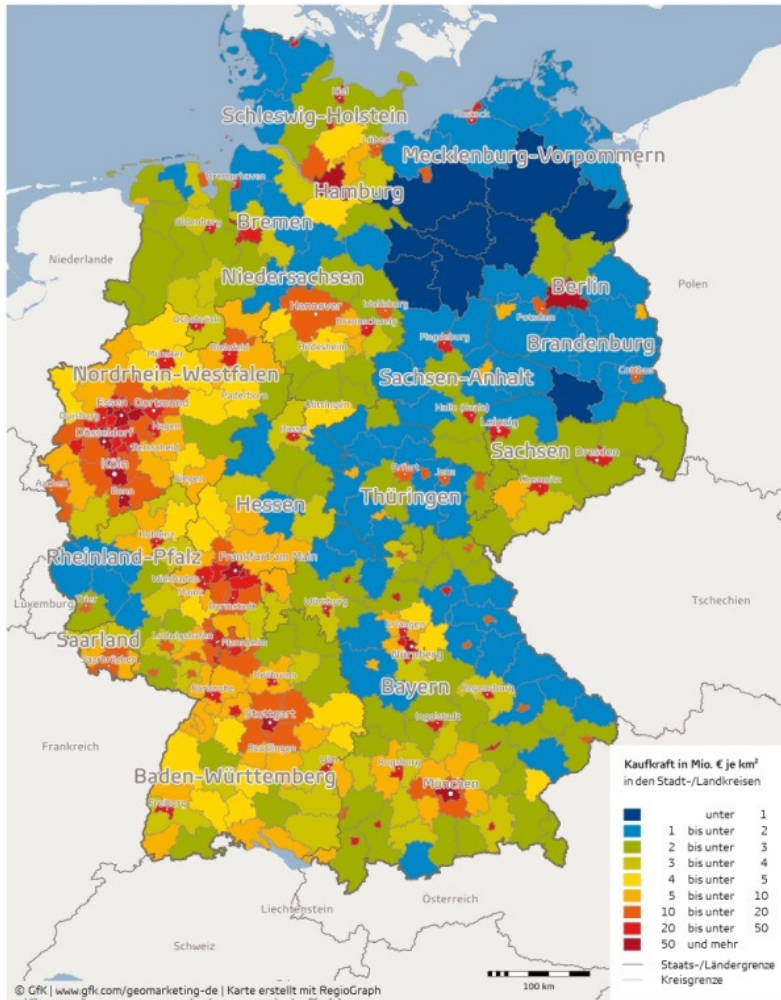 Kiel
Schleswig-Holstein
Rostock
Lübeck
Mecklenburg-Vorpommern
Bremerhaven
Hamburg
Oldenburg
Bremen
Niederlande
Niedersachsen
Berlin
Polen
Hannover
Wolfsburg
Osnabrück
Braunschweig
Potsdam
Bielefeld
Magdeburg
Hildesheim
Brandenburg
Münster
Nordrhein-Westfalen
Sachsen-Anhalt
Cottbus
Paderborn
Essen
Dortmund
Göttingen
Halle (Saale)
Duisburg
Hagen
Leipzig
Düsseldorf
Kassel
Remscheid
Sachsen
Dresden
Köln
Erfurt
Jena
Aachen
Siegen
Chemnitz
Bonn
Thüringen
Hessen
Koblenz
Rheinland-Pfalz
Frankfurt am Main
Wiesbaden
Mainz
Tschechien
Trier
Luxemburg
Darmstadt
Würzburg
Erlangen
Saarland
Ludwigshafen
Mannheim
Nürnberg
Saarbrücken
Heilbronn
Bayern
Regensburg
Karlsruhe
Stuttgart
Ingolstadt
Frankreich
Reutlingen
Ulm
Augsburg
Baden-Württemberg
München
Freiburg
Österreich
Liechtenstein
Schweiz
Kaufkraft in Mio. € je km²
in den Stadt-/Landkreisen
unter 1
1 bis unter 2
2 bis unter 3
3 bis unter 4
4 bis unter 5
5 bis unter 10
10 bis unter 20
20 bis unter 50
50 und mehr
Staats-/Ländergrenze
Kreisgrenze
100 km
© GfK | www.gfk.com/geomarketing-de | Karte erstellt mit RegioGraph